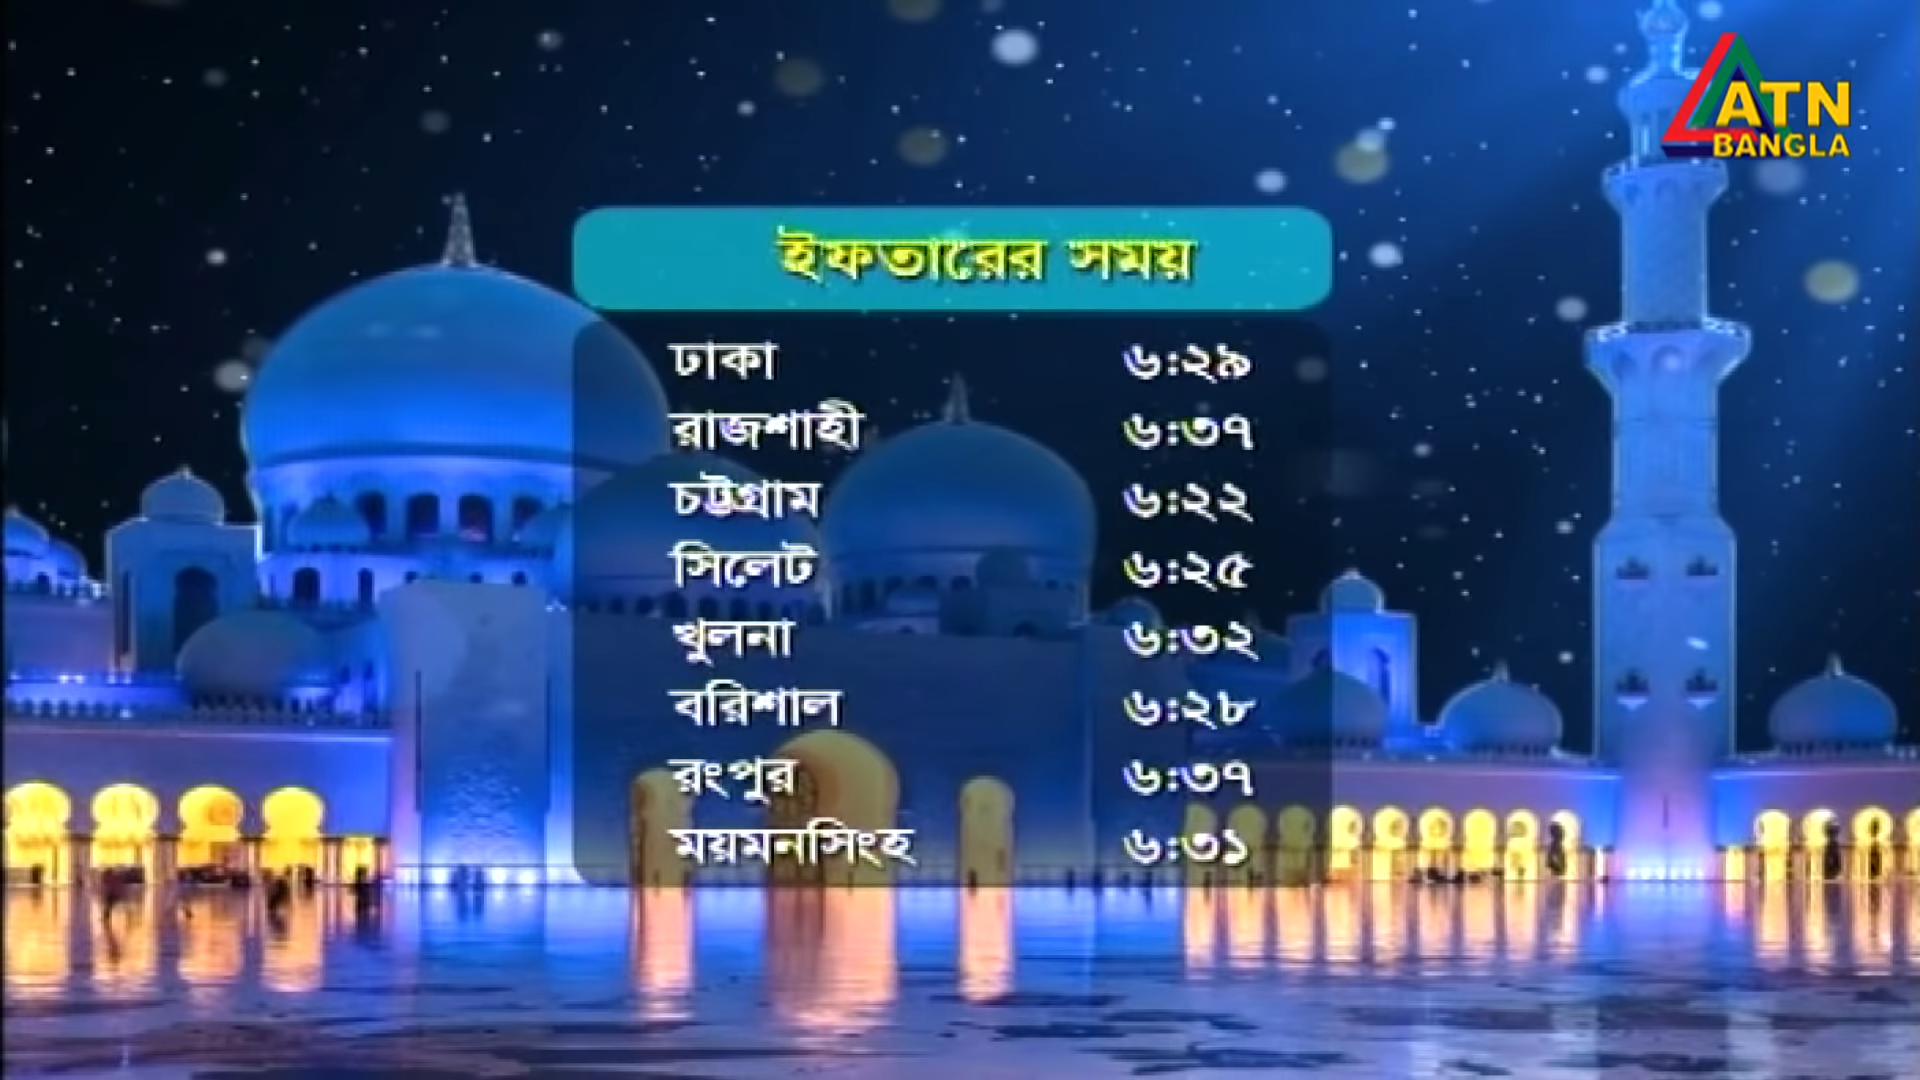 ATN
BANGLA
ইফতারের সময়
ঢাকা ৬:২৯
রাজশাহী ৬:৩৭
চট্টগ্রাম ৬:২২
সিলেট ৬:২৫
খুলনা ৬:৩২
বরিশাল ৬:২৮
রংপুর ৬:৩৭
ময়মনসিংহ ৬:৩১